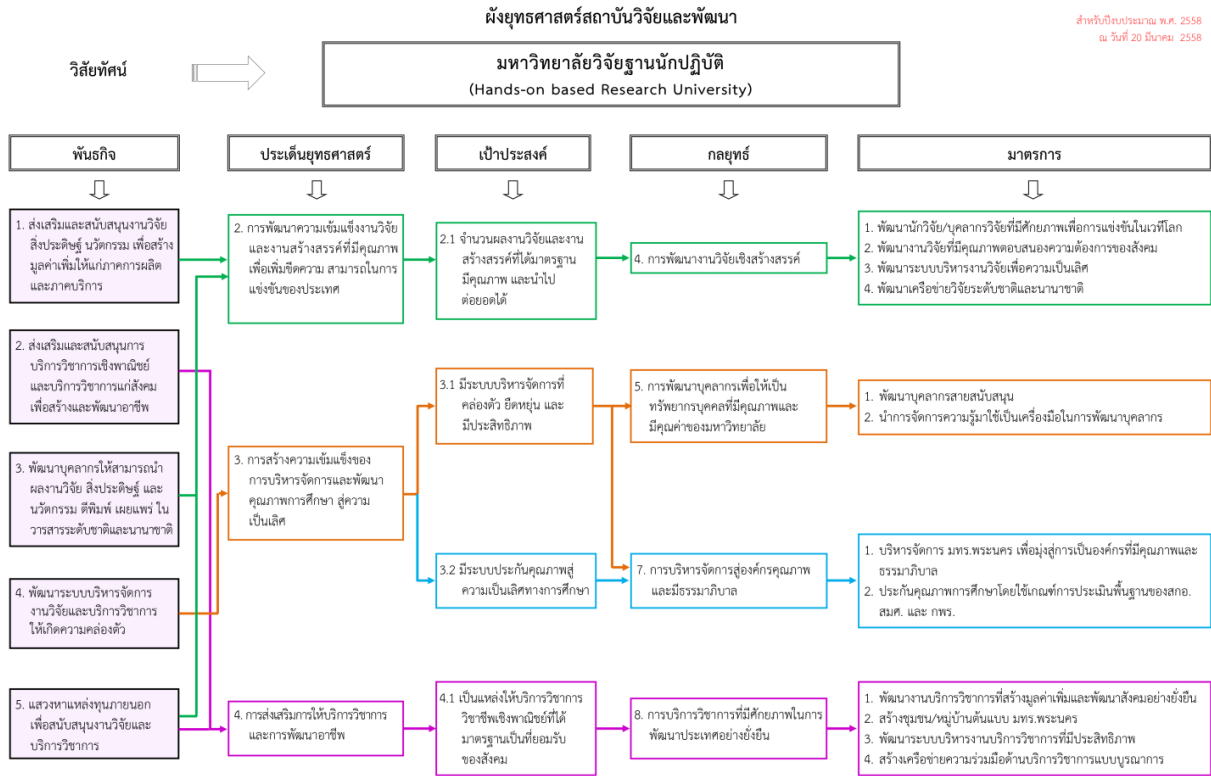 ผังยุทธศาสตร์สถาบันวิจัยและพัฒนา
สำหรับปีงบประมาณ พ.ศ. 2558
ณ วันที่ 20 มีนาคม 2558
วิสัยทัศน์
มหาวิทยาลัยวิจัยฐานนักปฏิบัติ
(Hands-on based Research University)
พันธกิจ
ประเด็นยุทธศาสตร์
เป้าประสงค์
กลยุทธ์
มาตรการ
1. ส่งเสริมและสนับสนุนงานวิจัย
สิ่งประดิษฐ์ นวัตกรรม เพื่อสร้าง
มูลค่าเพิ่มให้แก่ภาคการผลิต
และภาคบริการ
2. การพัฒนาความเข้มแข็งงานวิจัย
และงานสร้างสรรค์ที่มีคุณภาพ
เพื่อเพิ่มขีดความ สามารถในการ
แข่งขันของประเทศ
2.1 จำนวนผลงานวิจัยและงาน
สร้างสรรค์ที่ได้มาตรฐาน
มีคุณภาพ และนำไป
ต่อยอดได้
4. การพัฒนางานวิจัยเชิงสร้างสรรค์
1. พัฒนานักวิจัย/บุคลากรวิจัยที่มีศักยภาพเพื่อการแข่งขันในเวทีโลก
2. พัฒนางานวิจัยที่มีคุณภาพตอบสนองความต้องการของสังคม
3. พัฒนาระบบบริหารงานวิจัยเพื่อความเป็นเลิศ
4. พัฒนาเครือข่ายวิจัยระดับชาติและนานาชาติ
2. ส่งเสริมและสนับสนุนการ
บริการวิชาการเชิงพาณิชย์
และบริการวิชาการแก่สังคม
เพื่อสร้างและพัฒนาอาชีพ
3.1 มีระบบบริหารจัดการที่
คล่องตัว ยืดหยุ่น และ
มีประสิทธิภาพ
5. การพัฒนาบุคลากรเพื่อให้เป็น
ทรัพยากรบุคคลที่มีคุณภาพและ
มีคุณค่าของมหาวิทยาลัย
1. พัฒนาบุคลากรสายสนับสนุน
2. นำการจัดการความรู้มาใช้เป็นเครื่องมือในการพัฒนาบุคลากร
3. พัฒนาบุคลากรให้สามารถนำ
ผลงานวิจัย สิ่งประดิษฐ์ และ
นวัตกรรม ตีพิมพ์ เผยแพร่ ใน
วารสารระดับชาติและนานาชาติ
3. การสร้างความเข้มแข็งของ
การบริหารจัดการและพัฒนา
คุณภาพการศึกษา สู่ความ
เป็นเลิศ
3.2 มีระบบประกันคุณภาพสู่
ความเป็นเลิศทางการศึกษา
7. การบริหารจัดการสู่องค์กรคุณภาพ
และมีธรรมาภิบาล
1. บริหารจัดการ มทร.พระนคร เพื่อมุ่งสู่การเป็นองค์กรที่มีคุณภาพและ
ธรรมาภิบาล
2. ประกันคุณภาพการศึกษาโดยใช้เกณฑ์การประเมินพื้นฐานของสกอ.
สมศ. และ กพร.
4. พัฒนาระบบบริหารจัดการ
งานวิจัยและบริการวิชาการ
ให้เกิดความคล่องตัว
5. แสวงหาแหล่งทุนภายนอก
เพื่อสนับสนุนงานวิจัยและ
บริการวิชาการ
4. การส่งเสริมการให้บริการวิชาการ
และการพัฒนาอาชีพ
4.1 เป็นแหล่งให้บริการวิชาการ
วิชาชีพเชิงพาณิชย์ที่ได้
มาตรฐานเป็นที่ยอมรับ
ของสังคม
8. การบริการวิชาการที่มีศักยภาพในการ
พัฒนาประเทศอย่างยั่งยืน
1. พัฒนางานบริการวิชาการที่สร้างมูลค่าเพิ่มและพัฒนาสังคมอย่างยั่งยืน
2. สร้างชุมชน/หมู่บ้านต้นแบบ มทร.พระนคร
3. พัฒนาระบบบริหารงานบริการวิชาการที่มีประสิทธิภาพ
4. สร้างเครือข่ายความร่วมมือด้านบริการวิชาการแบบบูรณาการ